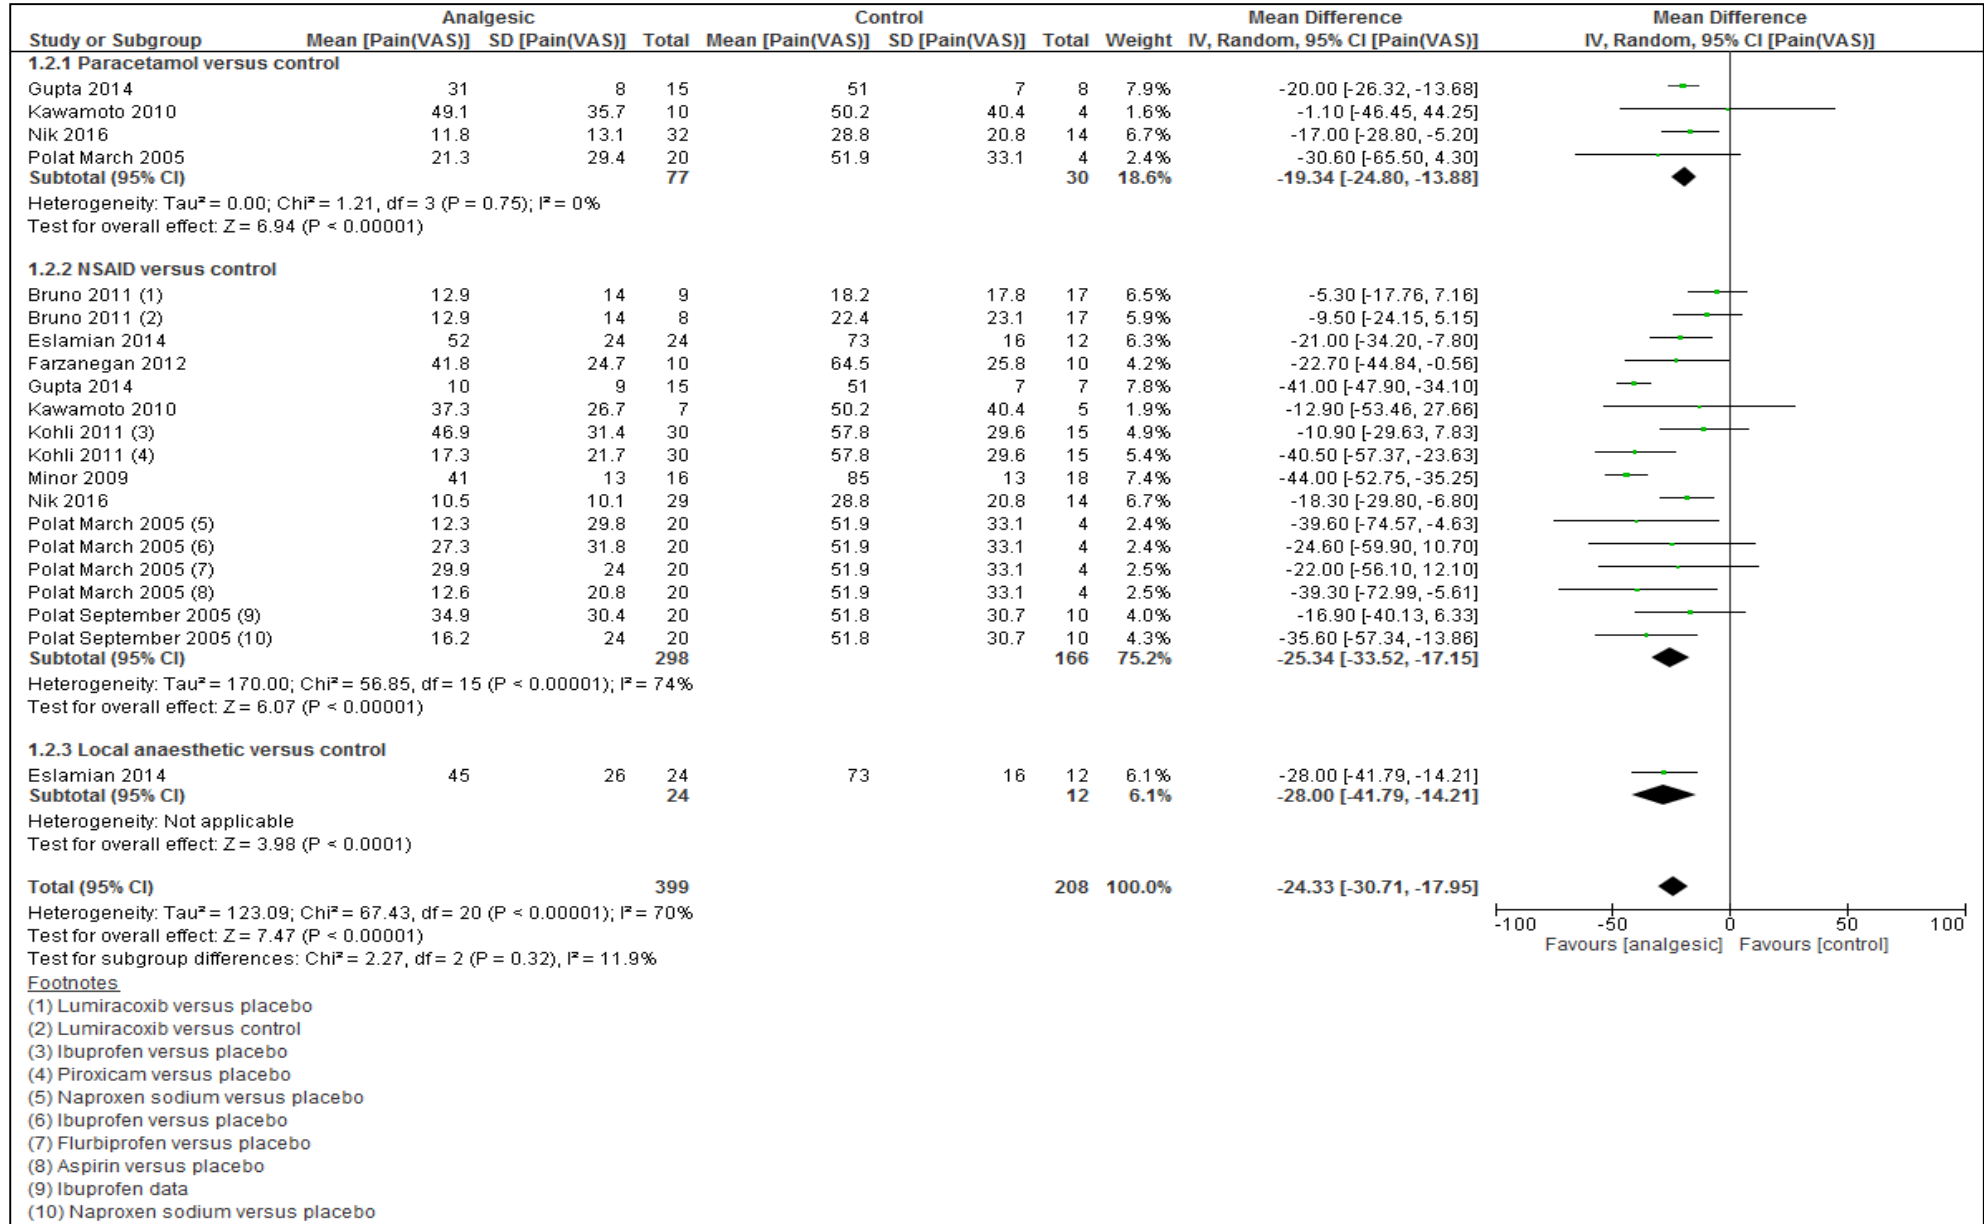 Analgesic Control Mean Difference Mean Difference
Study or Subgroup Mean [Pain(VAS)] SD [Pain(VAS)] Total Mean [Pain(VAS)] SD [Pain(VAS)] Total Weight IV, Random, 95% CI [Pain(VAS)] IV, Random, 95% CI [Pain(VAS)]
1.2.1 Paracetamol versus control
Gupta 2014 31 8 15 51 7 8 7.9% -20.00 [-26.32, -13.68]
Kawamoto 2010 49.1 35.7 10 50.2 40.4 4 1.6% -1.10 [-46.45, 44.25]
Nik 2016 11.8 13.1 32 28.8 20.8 14 6.7% -17.00 [-28.80, -5.20]
Polat March 2005 21.3 29.4 20 51.9 33.1 4 2.4% -30.60 [-65.50, 4.30]
Subtotal (95% CI) 77 30 18.6% -19.34 [-24.80, -13.88]
Heterogeneity: Tau² = 0.00; Chi² = 1.21, df = 3 (P = 0.75); I² = 0%
Test for overall effect: Z = 6.94 (P < 0.00001)
1.2.2 NSAID versus control
Bruno 2011 (1) 12.9 14 9 18.2 17.8 17 6.5% -5.30 [-17.76, 7.16]
Bruno 2011 (2) 12.9 14 8 22.4 23.1 17 5.9% -9.50 [-24.15, 5.15]
Eslamian 2014 52 24 24 73 16 12 6.3% -21.00 [-34.20, -7.80]
Farzanegan 2012 41.8 24.7 10 64.5 25.8 10 4.2% -22.70 [-44.84, -0.56]
Gupta 2014 10 9 15 51 7 7 7.8% -41.00 [-47.90, -34.10]
Kawamoto 2010 37.3 26.7 7 50.2 40.4 5 1.9% -12.90 [-53.46, 27.66]
Kohli 2011 (3) 46.9 31.4 30 57.8 29.6 15 4.9% -10.90 [-29.63, 7.83]
Kohli 2011 (4) 17.3 21.7 30 57.8 29.6 15 5.4% -40.50 [-57.37, -23.63]
Minor 2009 41 13 16 85 13 18 7.4% -44.00 [-52.75, -35.25]
Nik 2016 10.5 10.1 29 28.8 20.8 14 6.7% -18.30 [-29.80, -6.80]
Polat March 2005 (5) 12.3 29.8 20 51.9 33.1 4 2.4% -39.60 [-74.57, -4.63]
Polat March 2005 (6) 27.3 31.8 20 51.9 33.1 4 2.4% -24.60 [-59.90, 10.70]
Polat March 2005 (7) 29.9 24 20 51.9 33.1 4 2.5% -22.00 [-56.10, 12.10]
Polat March 2005 (8) 12.6 20.8 20 51.9 33.1 4 2.5% -39.30 [-72.99, -5.61]
Polat September 2005 (9) 34.9 30.4 20 51.8 30.7 10 4.0% -16.90 [-40.13, 6.33]
Polat September 2005 (10) 16.2 24 20 51.8 30.7 10 4.3% -35.60 [-57.34, -13.86]
Subtotal (95% CI) 298 166 75.2% -25.34 [-33.52, -17.15]
Heterogeneity: Tau² = 170.00; Chi² = 56.85, df = 15 (P < 0.00001); I² = 74%
Test for overall effect: Z = 6.07 (P < 0.00001)
1.2.3 Local anaesthetic versus control
Eslamian 2014 45 26 24 73 16 12 6.1% -28.00 [-41.79, -14.21]
Subtotal (95% CI) 24 12 6.1% -28.00 [-41.79, -14.21]
Heterogeneity: Not applicable
Test for overall effect: Z = 3.98 (P < 0.0001)
Total (95% CI) 399 208 100.0% -24.33 [-30.71, -17.95]
Heterogeneity: Tau² = 123.09; Chi² = 67.43, df = 20 (P < 0.00001); I² = 70%
-100 -50 0 50 100
Test for overall effect: Z = 7.47 (P < 0.00001)
Favours [analgesic] Favours [control]
Test for subgroup differences: Chi² = 2.27, df = 2 (P = 0.32), I² = 11.9%
Footnotes
(1) Lumiracoxib versus placebo
(2) Lumiracoxib versus control
(3) Ibuprofen versus placebo
(4) Piroxicam versus placebo
(5) Naproxen sodium versus placebo
(6) Ibuprofen versus placebo
(7) Flurbiprofen versus placebo
(8) Aspirin versus placebo
(9) Ibuprofen data
(10) Naproxen sodium versus placebo